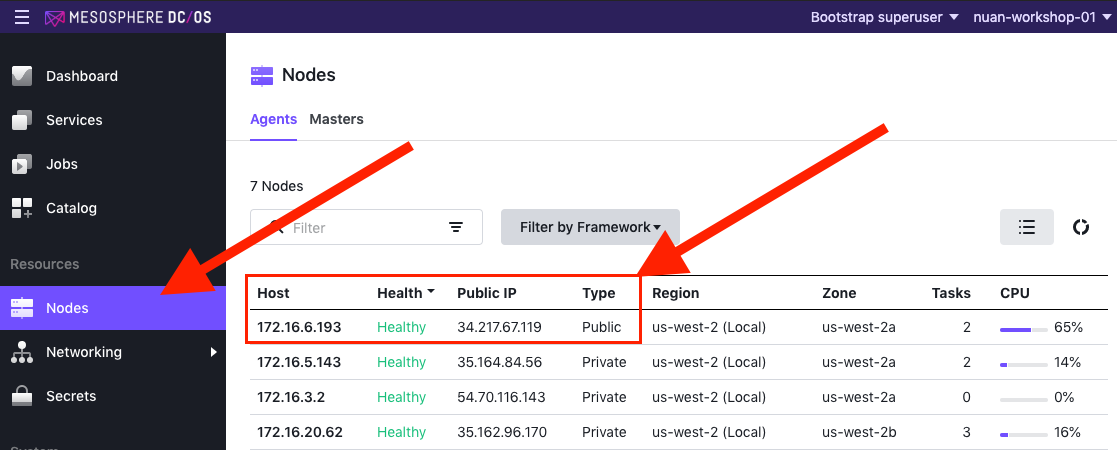 MESOSPHERE DC/OS
Bootstrap superuser
nuan-workshop-01
Dashboard
Services
Jobs
Catalog
Resources
Nodes
Networking
Secrets
Nodes
Agents Masters
7 Nodes
Filter
Filter by Framework
Host Health Public IP Type Region Zone Tasks CPU
172.16.6.193 Healthy 34.217.67.119 Public us-west-2 (Local) us-west-2a 2 65%
172.16.5.143 Healthy 35.164.84.56 Private us-west-2 (Local) us-west-2a 2 14%
172.16.3.2 Healthy 54.70.116.143 Private us-west-2 (Local) us-west-2a 0 0%
172.16.20.62 Healthy 35.162.96.170 Private us-west-2 (Local) us-west-2b 3 16%